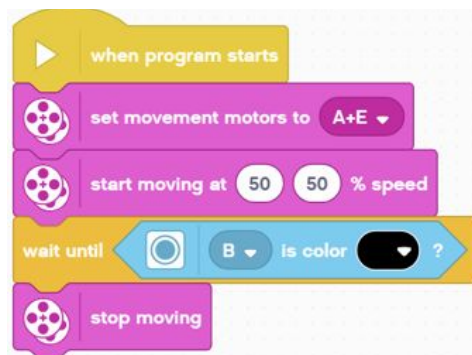 when program starts
set movement motors to A+E
start moving at 50 50 % speed
wait until B is color ?
stop moving